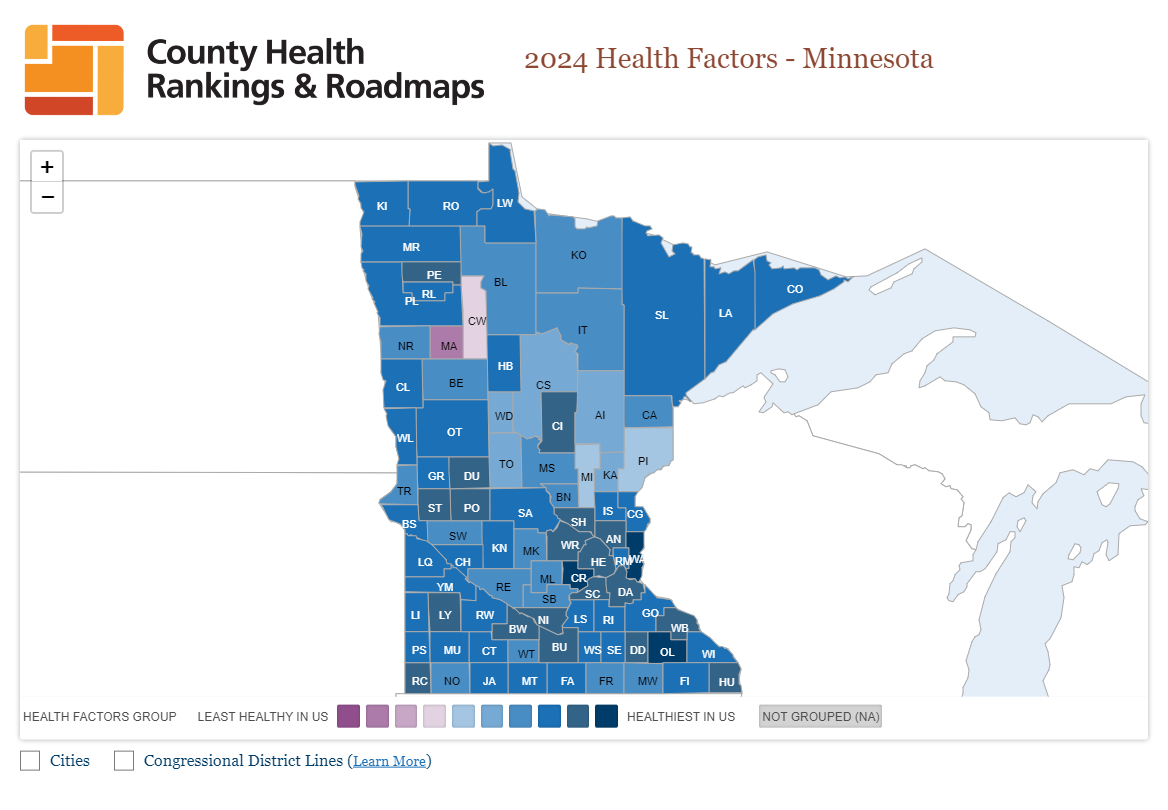 County Health
Rankings & Roadmaps
2024 Health Factors - Minnesota
+
−
LW
KI
RO
MR
KO
BL
PE
RL
PL
CO
LA
SL
CW
IT
NR
MA
HB
BE
CS
CL
WD
AI
CA
CI
OT
WL
TO
MS
PI
GR
DU
MI
KA
TR
BN
ST
PO
SA
IS
CG
BS
SH
SW
AN
KN
MK
WR
LQ
CH
HE
RM
WA
ML
CR
YM
RE
SC
DA
SB
LI
LY
RW
NI
LS
RI
GO
BW
WB
PS
MU
CT
WT
BU
WS
SE
DD
OL
WI
RC
NO
JA
MT
FA
FR
MW
FI
HU
HEALTH FACTORS GROUP LEAST HEALTHY IN US HEALTHIEST IN US NOT GROUPED (NA)
Cities Congressional District Lines (Learn More)